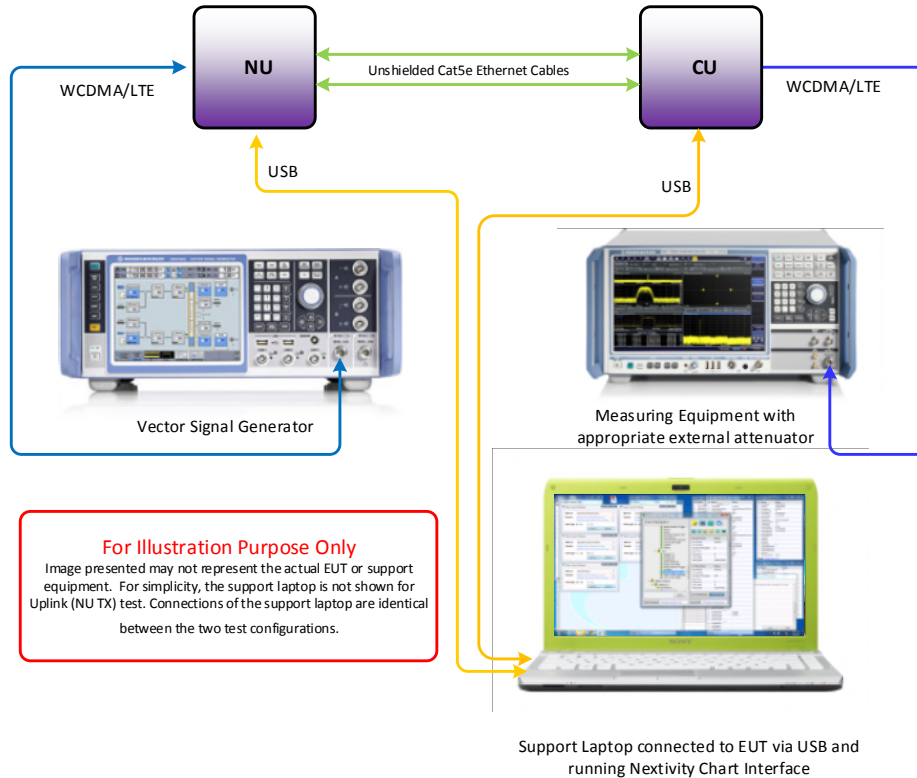 NU
CU
WCDMA/LTE
Unshielded Cat5e Ethernet Cables
WCDMA/LTE
USB
USB
Vector Signal Generator
Measuring Equipment with
appropriate external attenuator
For Illustration Purpose Only
Image presented may not represent the actual EUT or support
equipment. For simplicity, the support laptop is not shown for
Uplink (NU TX) test. Connections of the support laptop are identical
between the two test configurations.
SONY
Support Laptop connected to EUT via USB and
running Nextivity Chart Interface